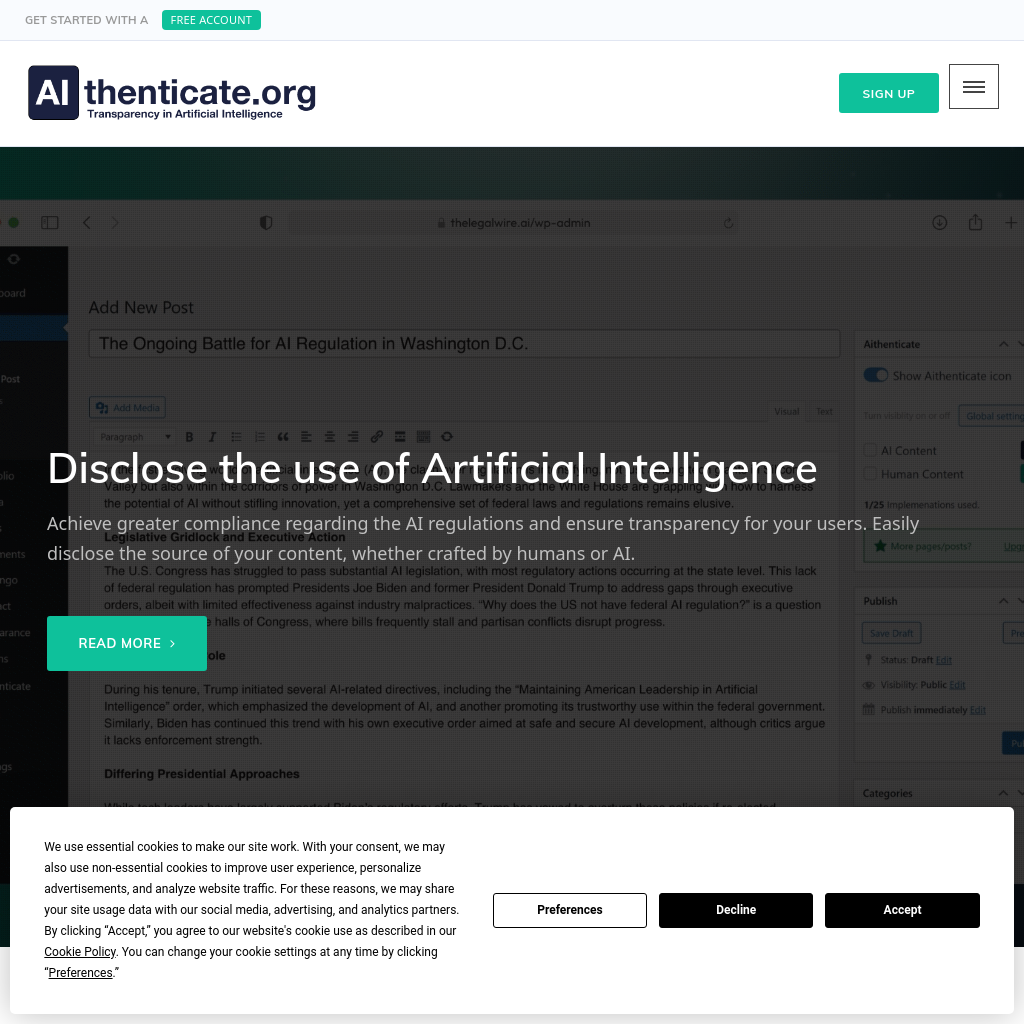 GET STARTED WITH A FREE ACCOUNT
AI thenticate.org
Transparency in Artificial Intelligence
SIGN UP
thelegalwire.ai/wp-admin
Add New Post
The Ongoing Battle for AI Regulation in Washington D.C.
Aithenticate
Show Aithenticate icon
Post
Turn visibility on or off
Add Media
Visual Text
Paragraph
AI Content
Human Content
Disclose the use of Artificial Intelligence
Valley but also within the corridors of power in Washington D.C. Lawmakers and the White House are grappling with how to harness
the potential of AI without stifling innovation, yet a comprehensive set of federal laws and regulations remains elusive.
1/25 Implementations used.
Achieve greater compliance regarding the AI regulations and ensure transparency for your users. Easily
disclose the source of your content, whether crafted by humans or AI.
Legislative Gridlock and Executive Action
More pages/posts?
The U.S. Congress has struggled to pass substantial AI legislation, with most regulatory actions occurring at the state level. This lack
of federal regulation has prompted Presidents Joe Biden and former President Donald Trump to address gaps through executive
orders, albeit with limited effectiveness against industry malpractices. “Why does the US not have federal AI regulation?” is a question
halls of Congress, where bills frequently stall and partisan conflicts disrupt progress.
Publish
Save Draft
READ MORE
Status: Draft Edit
Visibility: Public Edit
Publish immediately Edit
During his tenure, Trump initiated several AI-related directives, including the “Maintaining American Leadership in Artificial
Intelligence” order, which emphasized the development of AI, and another promoting its trustworthy use within the federal government.
Similarly, Biden has continued this trend with his own executive order aimed at safe and secure AI development, although critics argue
it lacks enforcement strength.
Differing Presidential Approaches
Categories
We use essential cookies to make our site work. With your consent, we may
also use non-essential cookies to improve user experience, personalize
advertisements, and analyze website traffic. For these reasons, we may share
your site usage data with our social media, advertising, and analytics partners.
By clicking “Accept,” you agree to our website's cookie use as described in our
Cookie Policy. You can change your cookie settings at any time by clicking
“Preferences.”
Preferences
Decline
Accept